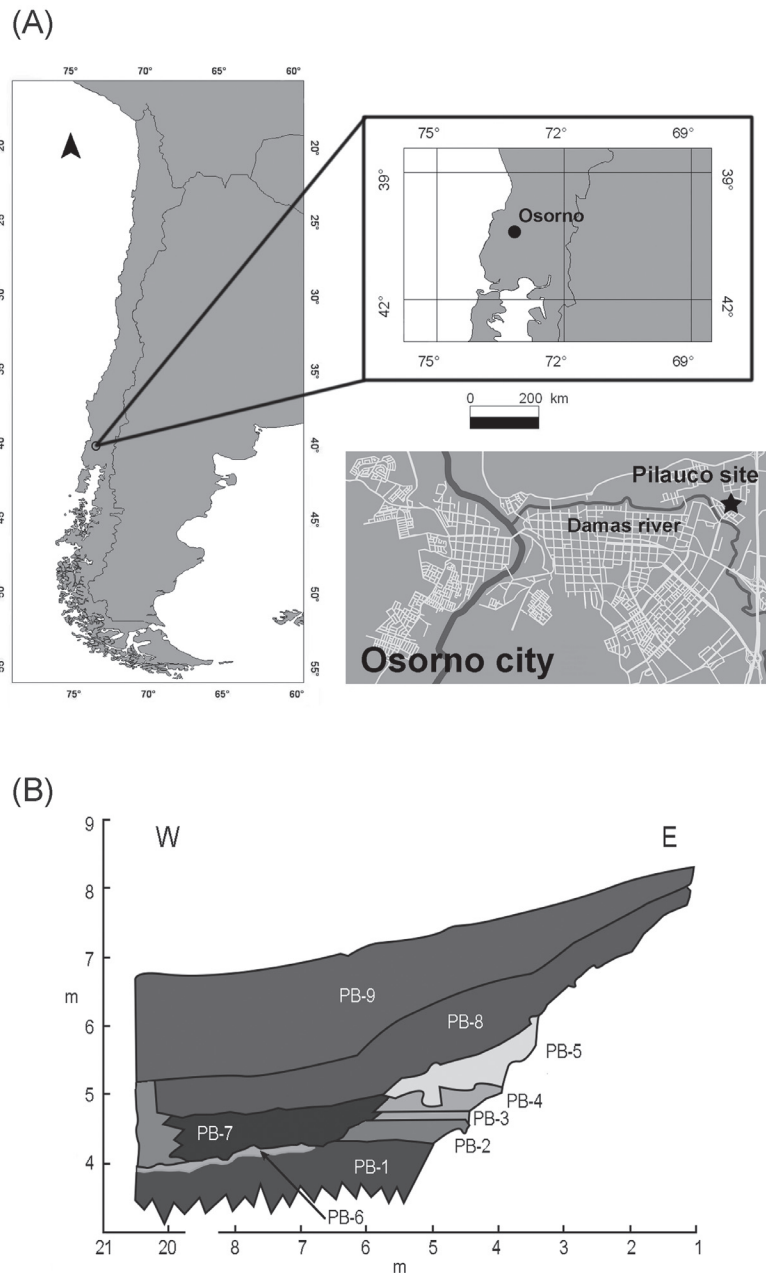 (A)
75° 70° 65° 60°
20°
25°
30°
35°
40°
45°
50°
55°
75° 70° 65° 60°
75° 72° 69°
39° 39°
Osorno
42° 42°
75° 72° 69°
0 200 km
Pilauco site
Damas river
Osorno city
(B)
9
W E
8
7
m
PB-9
6
PB-8
PB-5
5
PB-4
PB-3
PB-7
PB-2
4
PB-1
PB-6
21 20 8 7 6 5 4 3 2 1
m